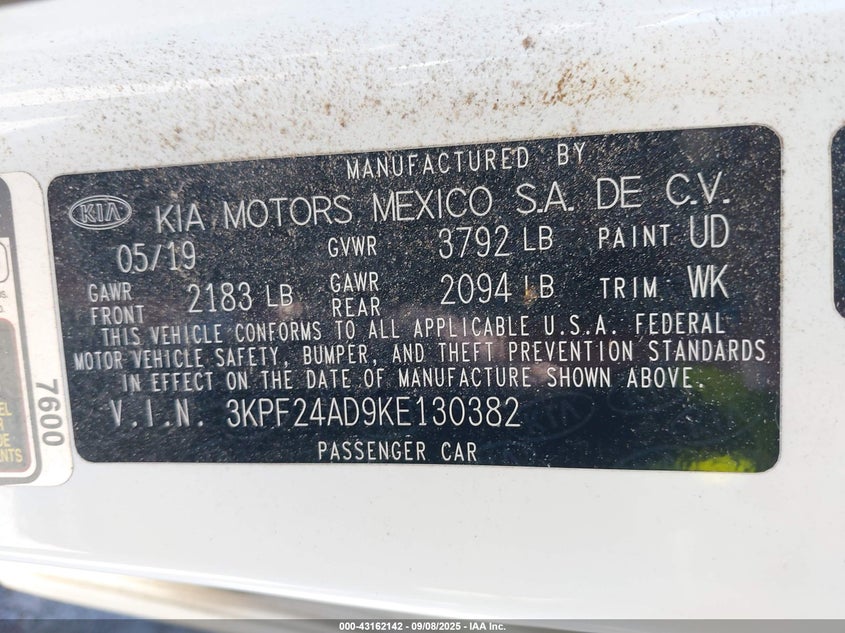 MANUFACTURED BY
KIA KIA MOTORS MEXICO S.A. DE C.V.
05/19 GVWR 3792 LB PAINT UD
GAWR FRONT 2183 LB GAWR REAR 2094 LB TRIM WK
THIS VEHICLE CONFORMS TO ALL APPLICABLE U.S.A. FEDERAL
MOTOR VEHICLE SAFETY, BUMPER, AND THEFT PREVENTION STANDARDS
IN EFFECT ON THE DATE OF MANUFACTURE SHOWN ABOVE.
V.I.N. 3KPF24AD9KE130382
PASSENGER CAR
7600
000-43162142 - 09/08/2025 - IAA Inc.